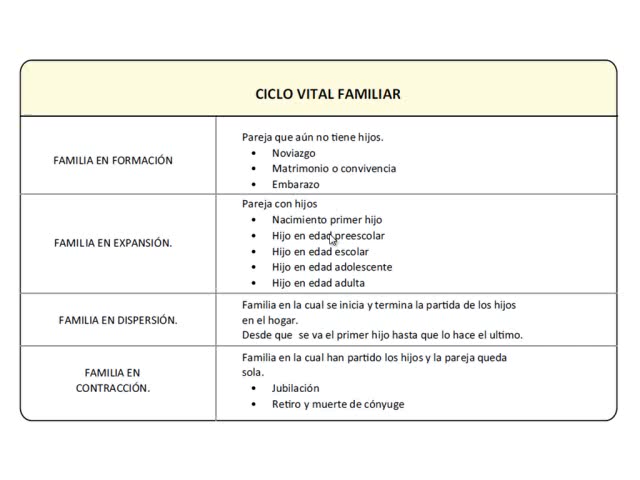 CICLO VITAL FAMILIAR
FAMILIA EN FORMACIÓN
Pareja que aún no tiene hijos.
• Noviazgo
• Matrimonio o convivencia
• Embarazo
FAMILIA EN EXPANSIÓN.
Pareja con hijos
• Nacimiento primer hijo
• Hijo en edad preescolar
• Hijo en edad escolar
• Hijo en edad adolescente
• Hijo en edad adulta
FAMILIA EN DISPERSIÓN.
Familia en la cual se inicia y termina la partida de los hijos
en el hogar.
Desde que se va el primer hijo hasta que lo hace el ultimo.
FAMILIA EN
CONTRACCIÓN.
Familia en la cual han partido los hijos y la pareja queda
sola.
• Jubilación
• Retiro y muerte de cónyuge